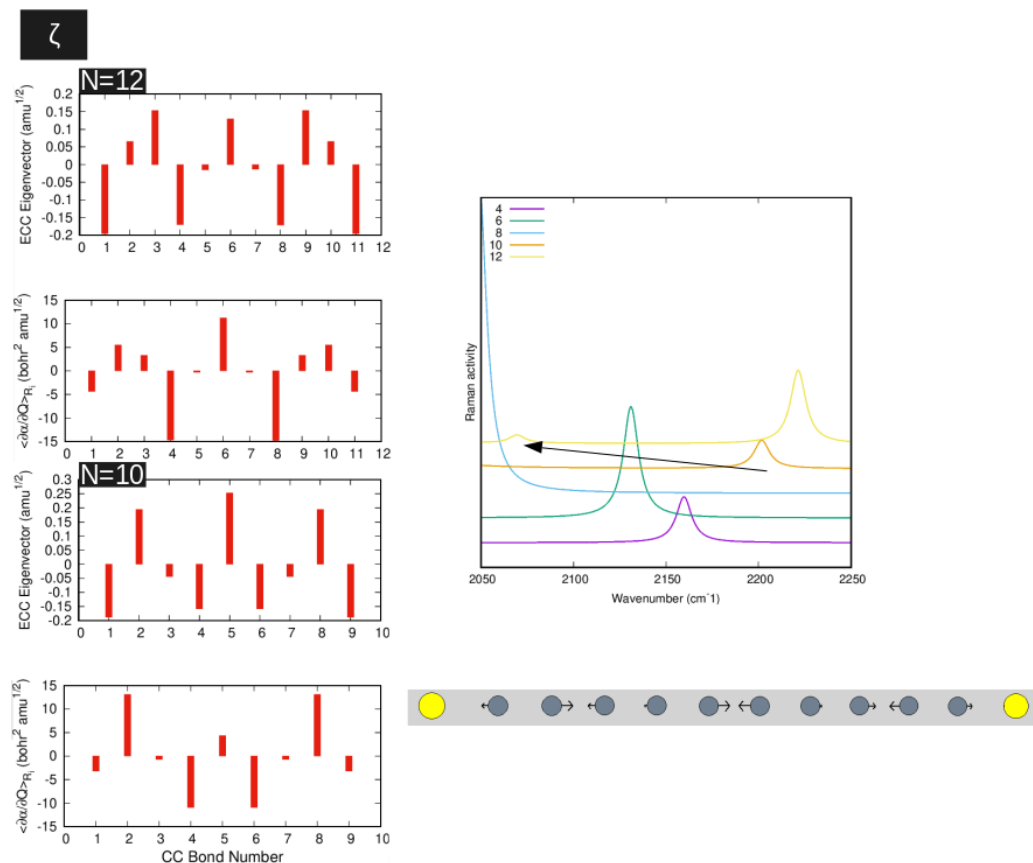 ζ
N=12
ECC Eigenvector (amu^1/2)
0.2
0.15
0.1
0.05
0
-0.05
-0.1
-0.15
-0.2
0 1 2 3 4 5 6 7 8 9 10 11 12
<∂α/∂Q>R_i (bohr^2 amu^1/2)
15
10
5
0
-5
-10
-15
0 1 2 3 4 5 6 7 8 9 10 11 12
N=10
ECC Eigenvector (amu^1/2)
0.3
0.25
0.2
0.15
0.1
0.05
0
-0.05
-0.1
-0.15
-0.2
0 1 2 3 4 5 6 7 8 9 10
<∂α/∂Q>R_i (bohr^2 amu^1/2)
15
10
5
0
-5
-10
-15
0 1 2 3 4 5 6 7 8 9 10
CC Bond Number
Raman activity
4
6
8
10
12
2050 2100 2150 2200 2250
Wavenumber (cm^-1)